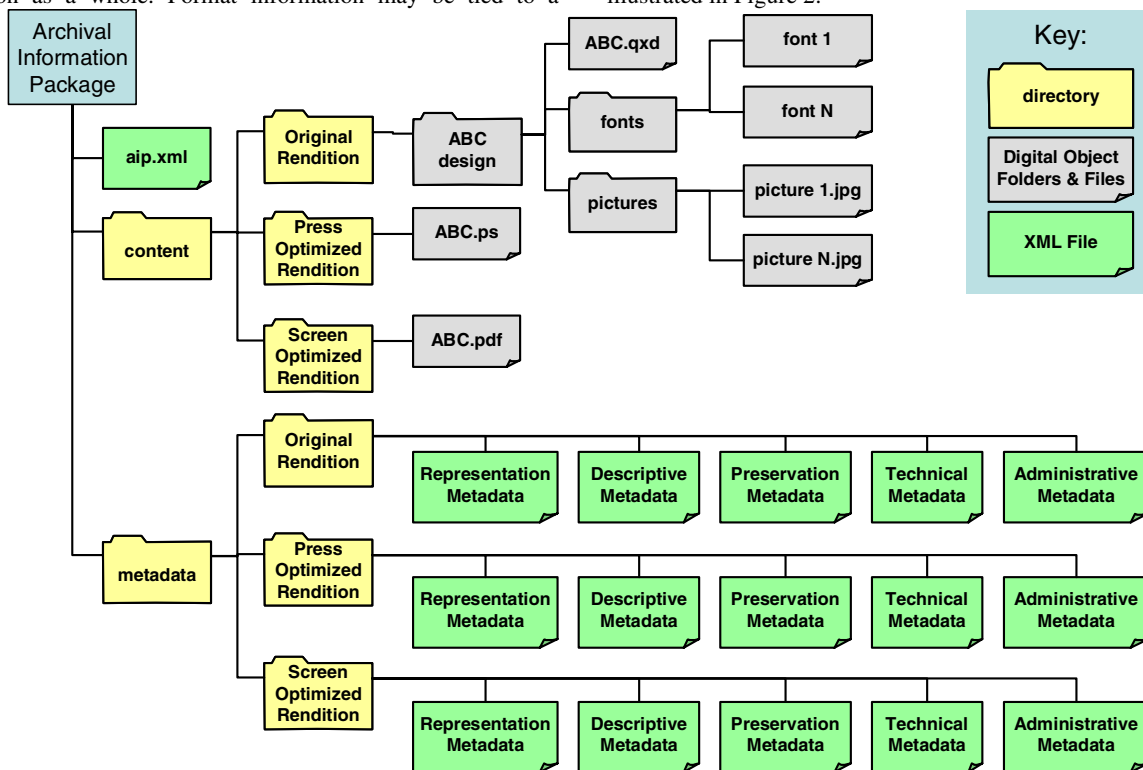 on as a whole. Format information may be tied to a
illustrated in Figure 2.
Archival
Information
Package
aip.xml
content
Original
Rendition
ABC
design
ABC.qxd
fonts
pictures
font 1
font N
picture 1.jpg
picture N.jpg
Press
Optimized
Rendition
ABC.ps
Screen
Optimized
Rendition
ABC.pdf
Key:
directory
Digital Object
Folders & Files
XML File
metadata
Original
Rendition
Representation
Metadata
Descriptive
Metadata
Preservation
Metadata
Technical
Metadata
Administrative
Metadata
Press
Optimized
Rendition
Representation
Metadata
Descriptive
Metadata
Preservation
Metadata
Technical
Metadata
Administrative
Metadata
Screen
Optimized
Rendition
Representation
Metadata
Descriptive
Metadata
Preservation
Metadata
Technical
Metadata
Administrative
Metadata